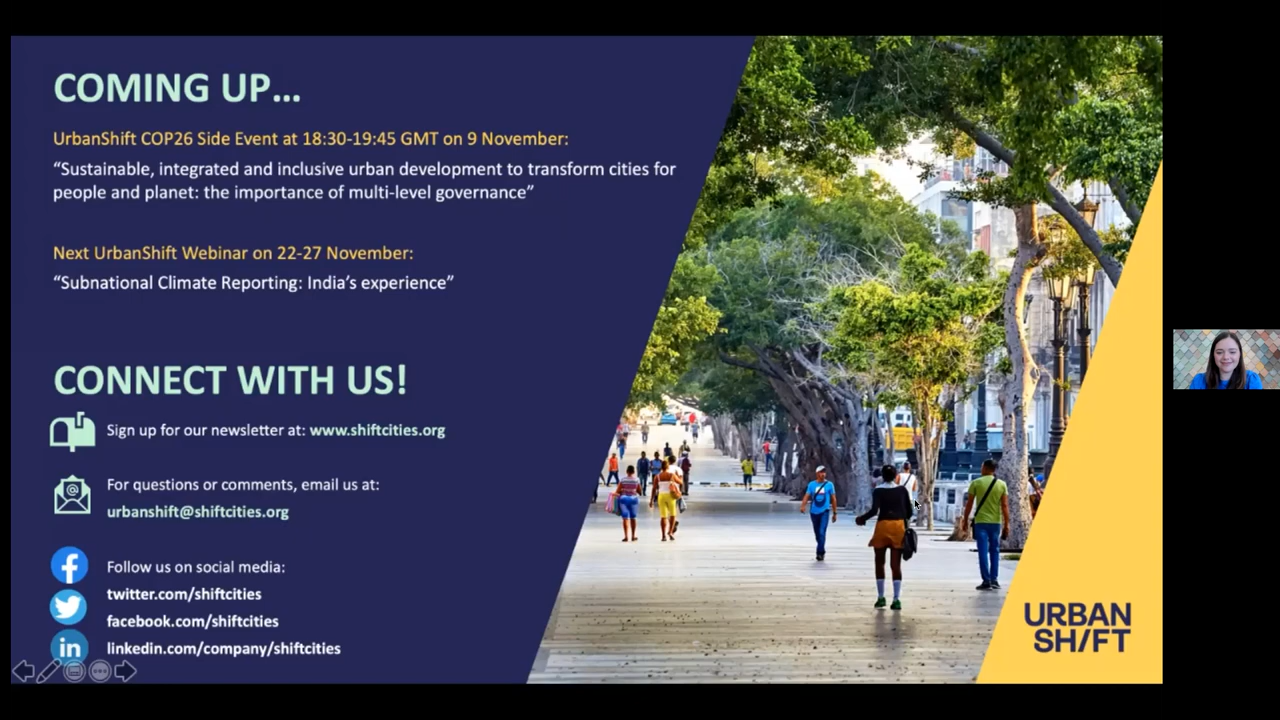 COMING UP...
UrbanShift COP26 Side Event at 18:30-19:45 GMT on 9 November:
“Sustainable, integrated and inclusive urban development to transform cities for
people and planet: the importance of multi-level governance”
Next UrbanShift Webinar on 22-27 November:
“Subnational Climate Reporting: India’s experience”
CONNECT WITH US!
Sign up for our newsletter at: www.shiftcities.org
For questions or comments, email us at:
urbanshift@shiftcities.org
Follow us on social media:
twitter.com/shiftcities
facebook.com/shiftcities
linkedin.com/company/shiftcities
URBAN
SH/FT